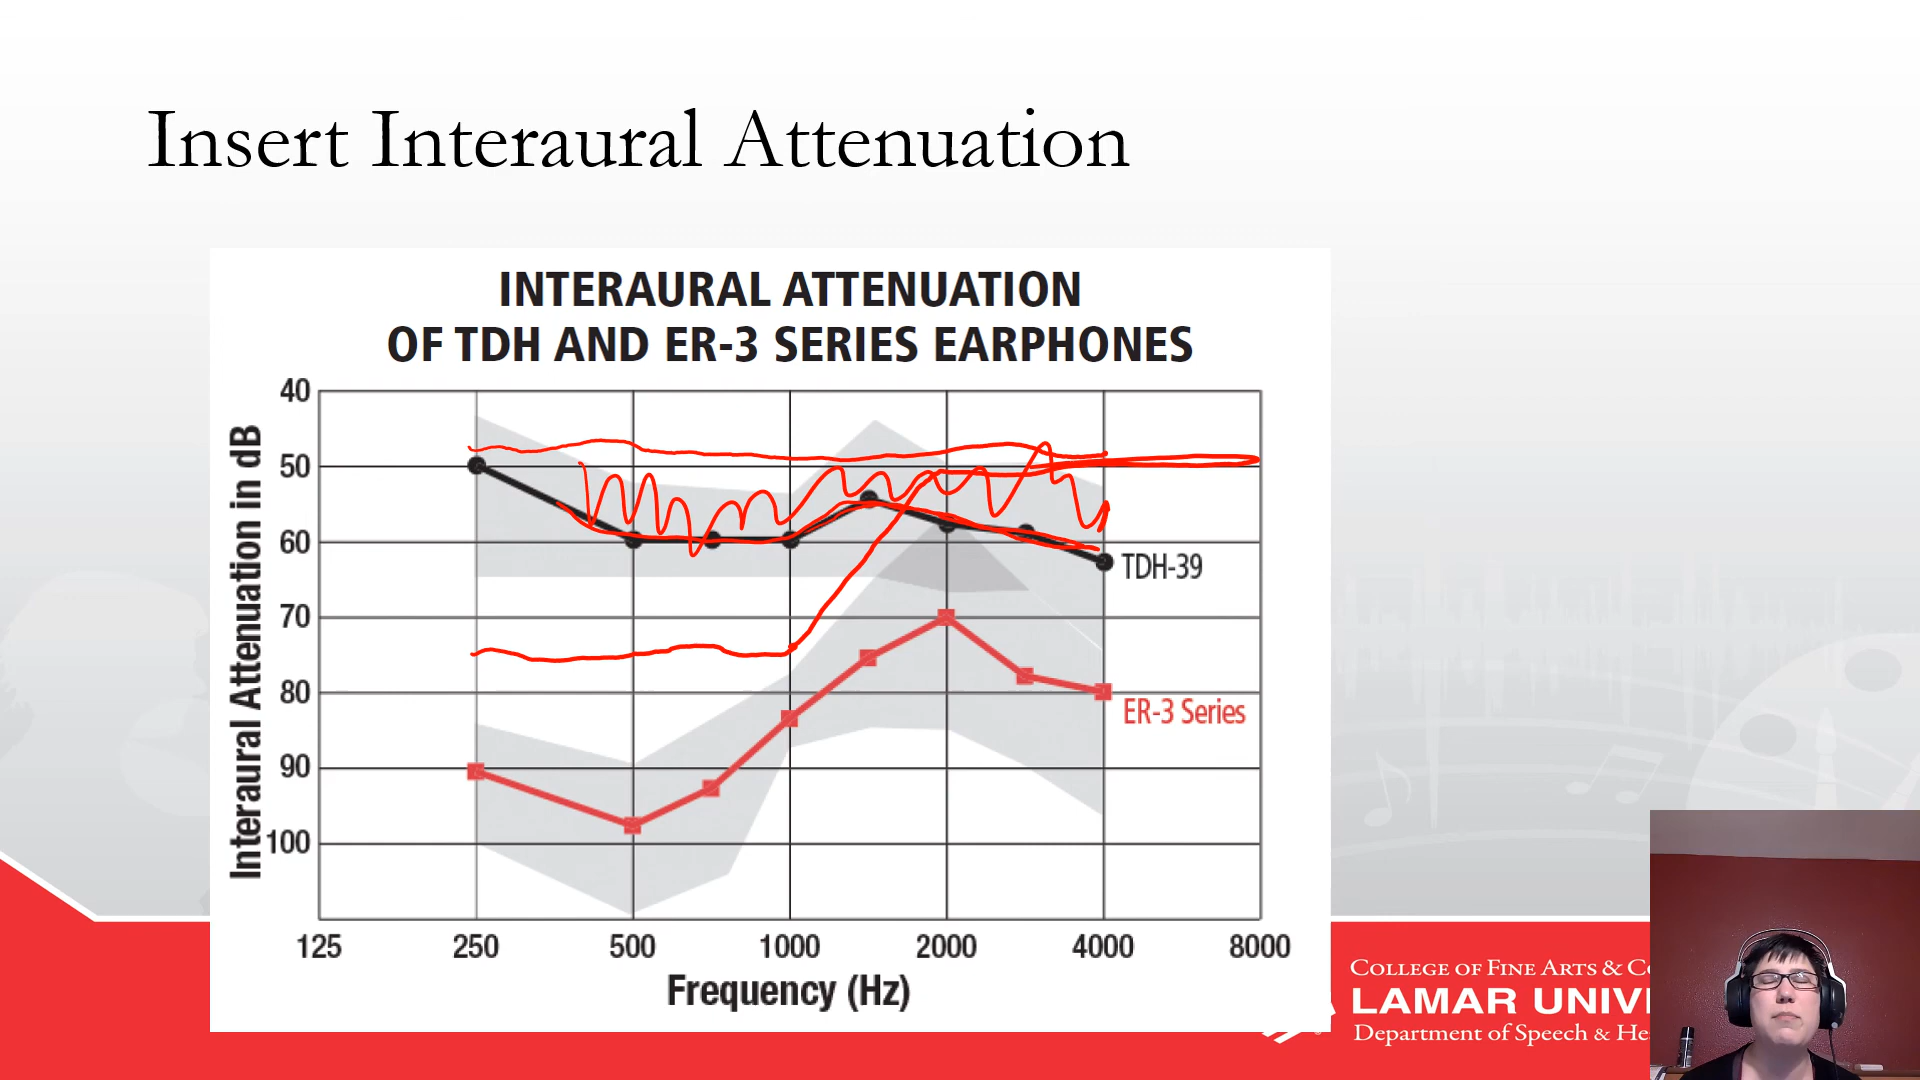 Insert Interaural Attenuation
INTERAURAL ATTENUATION
OF TDH AND ER-3 SERIES EARPHONES
Interaural Attenuation in dB
40
50
60
70
80
90
100
TDH-39
ER-3 Series
125 250 500 1000 2000 4000 8000
Frequency (Hz)
COLLEGE OF FINE ARTS &
LAMAR
Department of Speech &